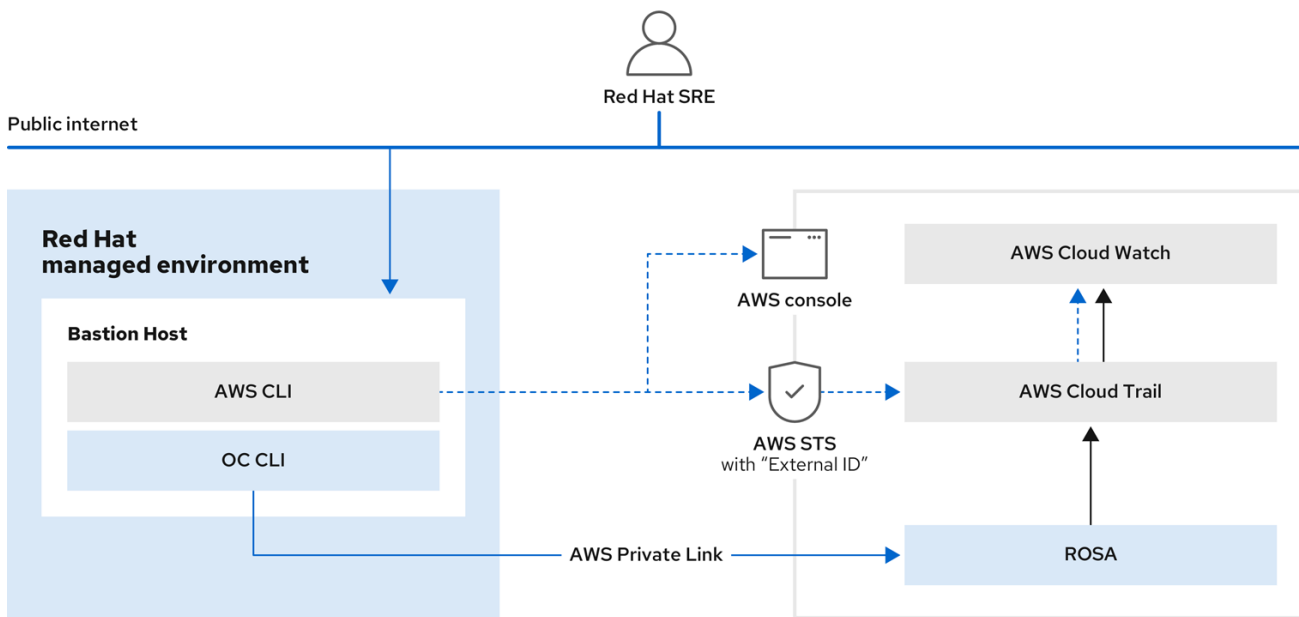 Red Hat SRE
Public internet
Red Hat
managed environment
Bastion Host
AWS CLI
OC CLI
AWS console
AWS STS
with “External ID”
AWS Private Link
AWS Cloud Watch
AWS Cloud Trail
ROSA